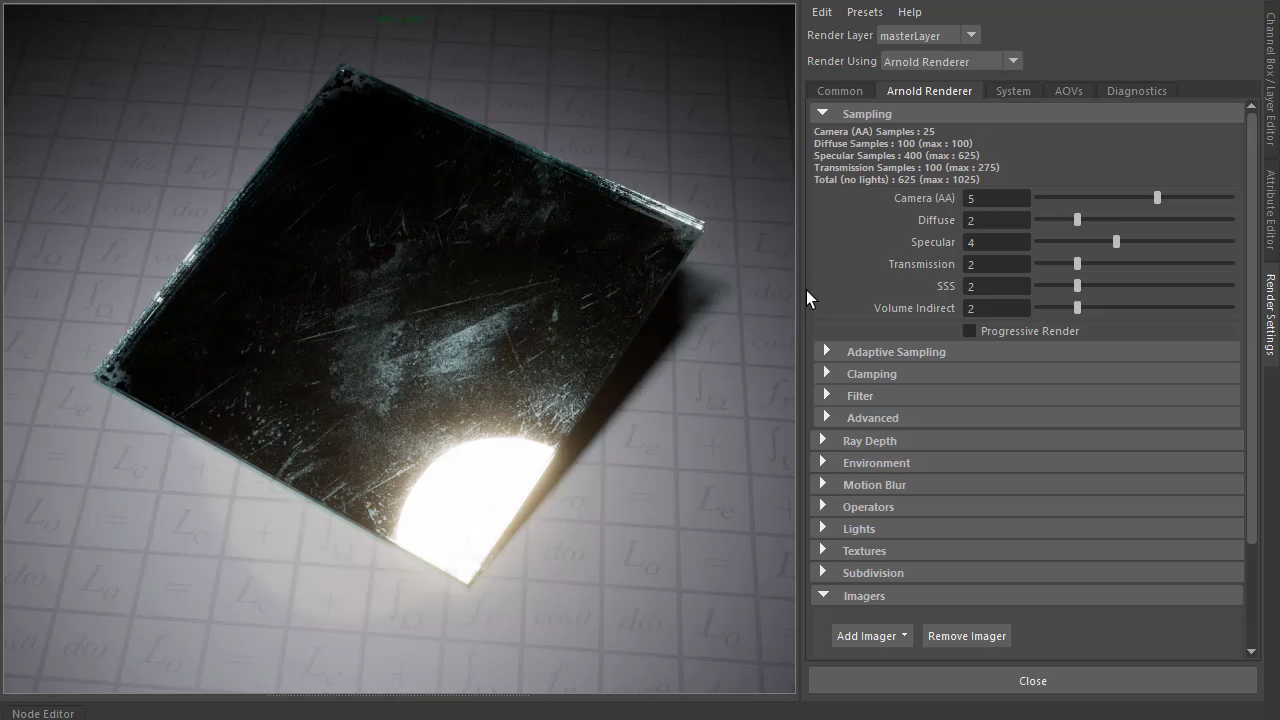 Edit Presets Help
Render Layer masterLayer
Render Using Arnold Renderer
Common Arnold Renderer System AOVs Diagnostics
Sampling
Camera (AA) Samples : 25
Diffuse Samples : 100 (max : 100)
Specular Samples : 400 (max : 625)
Transmission Samples : 100 (max : 275)
Total (no lights) : 625 (max : 1025)
Camera (AA) 5
Diffuse 2
Specular 4
Transmission 2
SSS 2
Volume Indirect 2
Progressive Render
Adaptive Sampling
Clamping
Filter
Advanced
Ray Depth
Environment
Motion Blur
Operators
Lights
Textures
Subdivision
Imagers
Add Imager Remove Imager
Close
Channel Box / Layer Editor
Attribute Editor
Render Settings
Node Editor